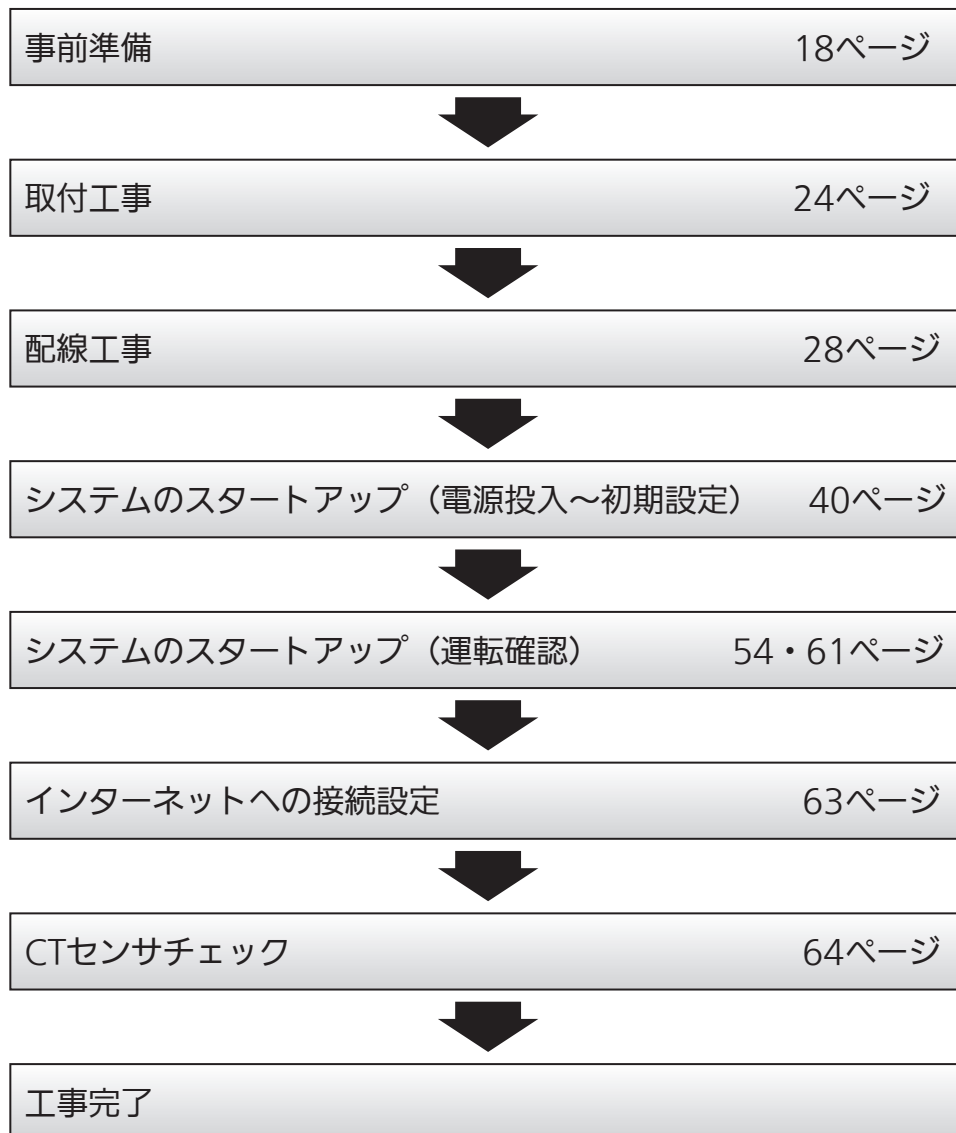 事前準備 18ページ
取付工事 24ページ
配線工事 28ページ
システムのスタートアップ（電源投入～初期設定） 40ページ
システムのスタートアップ（運転確認） 54・61ページ
インターネットへの接続設定 63ページ
CTセンサチェック 64ページ
工事完了